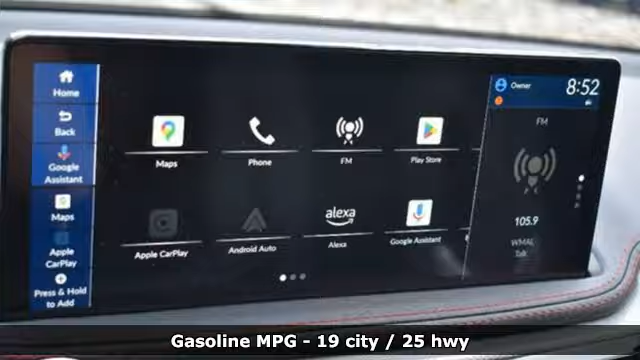 Home
Back
Google
Assistant
Maps
Apple
CarPlay
Press & Hold
to Add
Maps
Phone
FM
Play Store
Apple CarPlay
Android Auto
alexa
Alexa
Google Assistant
Owner
8:52
FM
105.9
WMAL
Talk
Gasoline MPG - 19 city / 25 hwy